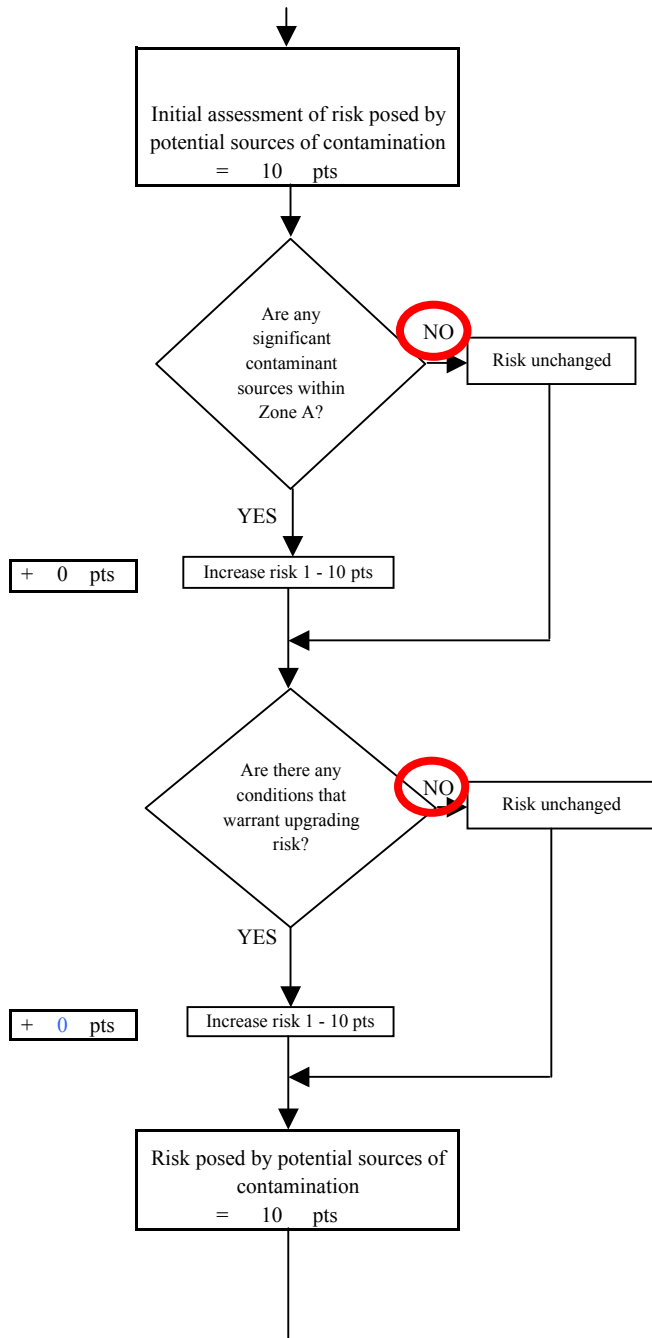 Initial assessment of risk posed by
potential sources of contamination
= 10 pts
Are any
significant
contaminant
sources within
Zone A?
NO
Risk unchanged
YES
+ 0 pts
Increase risk 1 - 10 pts
Are there any
conditions that
warrant upgrading
risk?
NO
Risk unchanged
YES
+ 0 pts
Increase risk 1 - 10 pts
Risk posed by potential sources of
contamination
= 10 pts